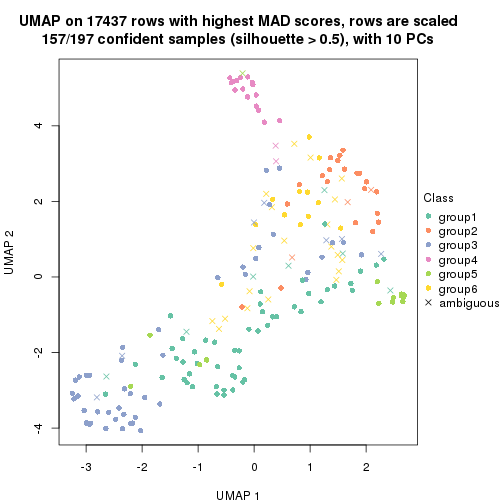 UMAP on 17437 rows with highest MAD scores, rows are scaled
157/197 confident samples (silhouette > 0.5), with 10 PCs
4
2
0
-2
-4
UMAP 2
-3
-2
-1
0
1
2
UMAP 1
Class
group1
group2
group3
group4
group5
group6
ambiguous